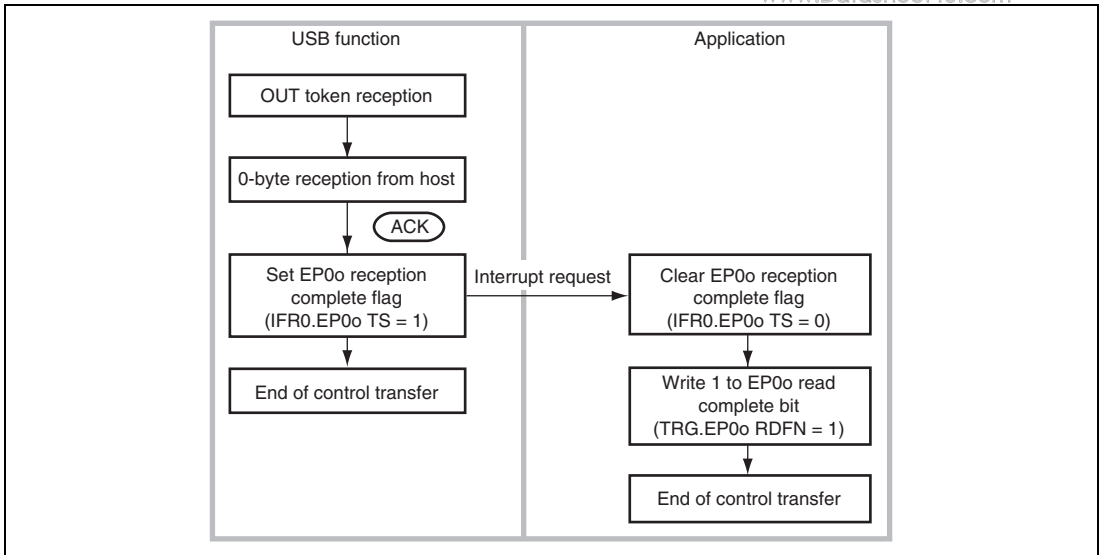 USB function
OUT token reception
0-byte reception from host
ACK
Set EP0o reception
complete flag
(IFR0.EP0o TS = 1)
End of control transfer
Interrupt request
Application
Clear EP0o reception
complete flag
(IFR0.EP0o TS = 0)
Write 1 to EP0o read
complete bit
(TRG.EP0o RDFN = 1)
End of control transfer